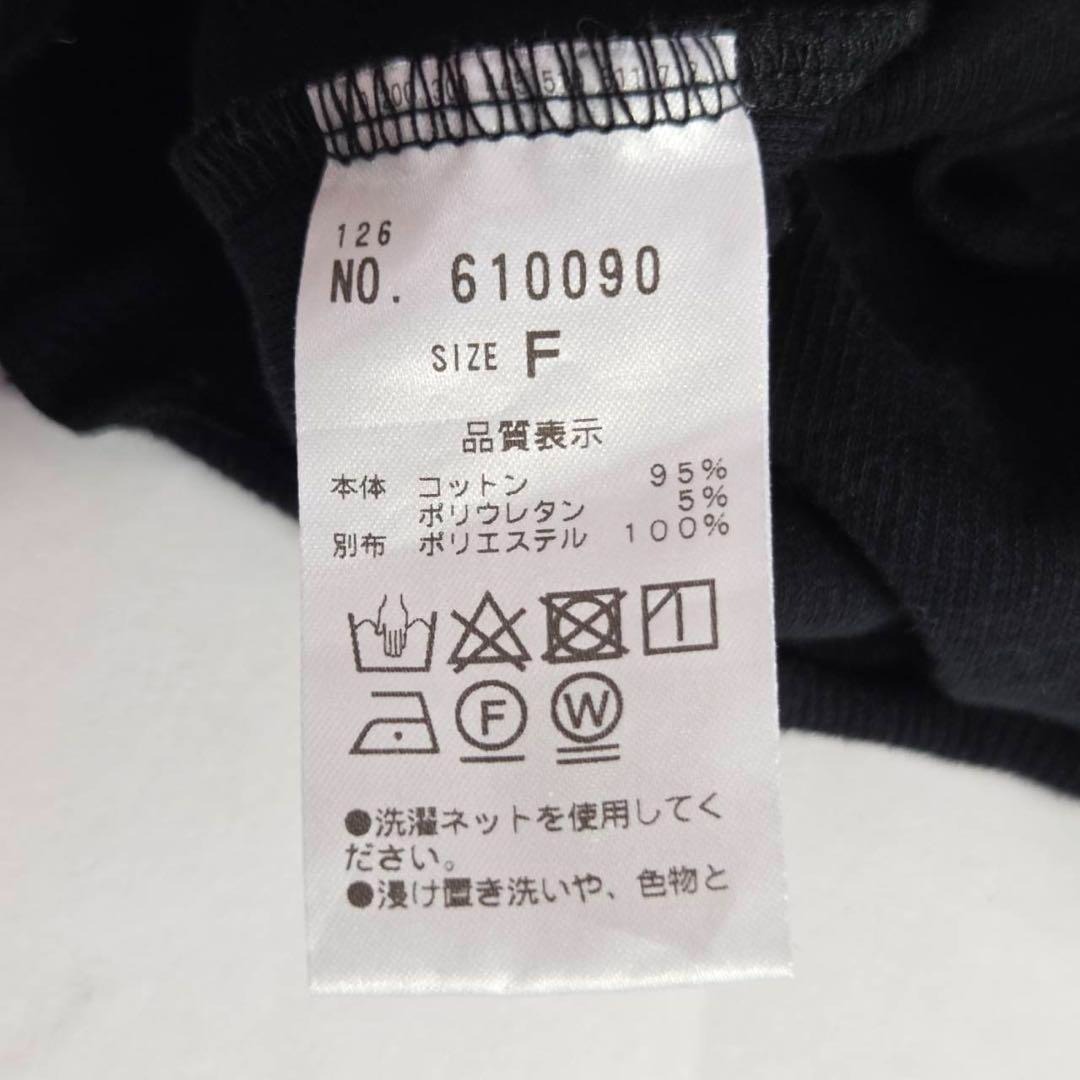 126
NO. 610090
SIZE F
品質表示
本体 コットン 95%
ポリウレタン 5%
別布 ポリエステル 100%
F W
●洗濯ネットを使用してく
ださい。
●浸け置き洗いや、色物と